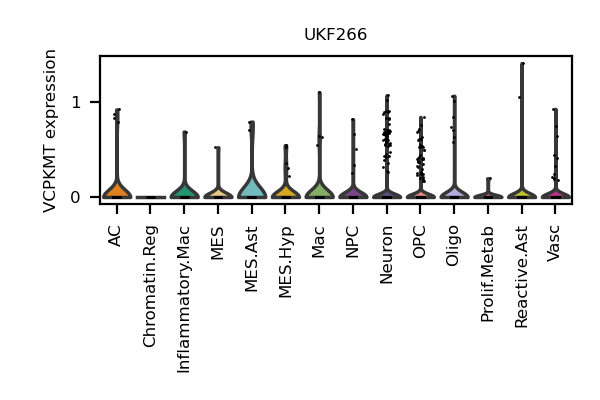 UKF266
VCPKMT expression
1
0
AC
Chromatin.Reg
Inflammatory.Mac
MES
MES.Ast
MES.Hyp
Mac
NPC
Neuron
OPC
Oligo
Prolif.Metab
Reactive.Ast
Vasc